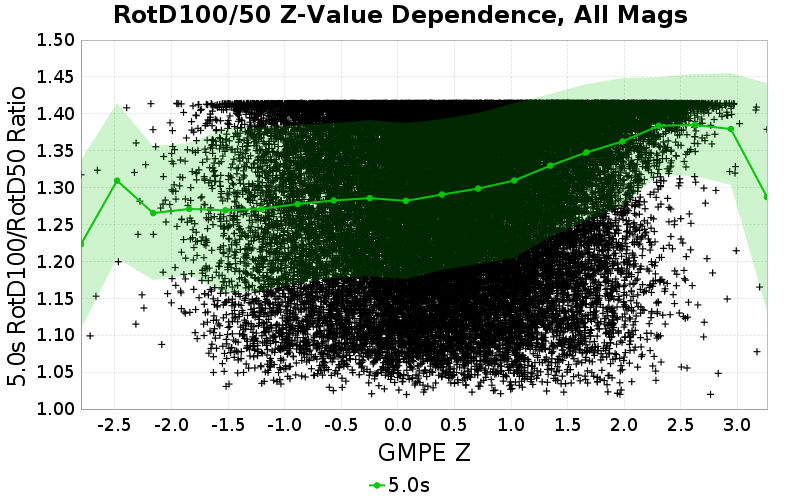 RotD100/50 Z-Value Dependence, All Mags
1.50
1.45
1.40
1.35
1.30
1.25
1.20
1.15
1.10
1.05
1.00
5.0s RotD100/RotD50 Ratio
-2.5 -2.0 -1.5 -1.0 -0.5 0.0 0.5 1.0 1.5 2.0 2.5 3.0
GMPE Z
5.0s